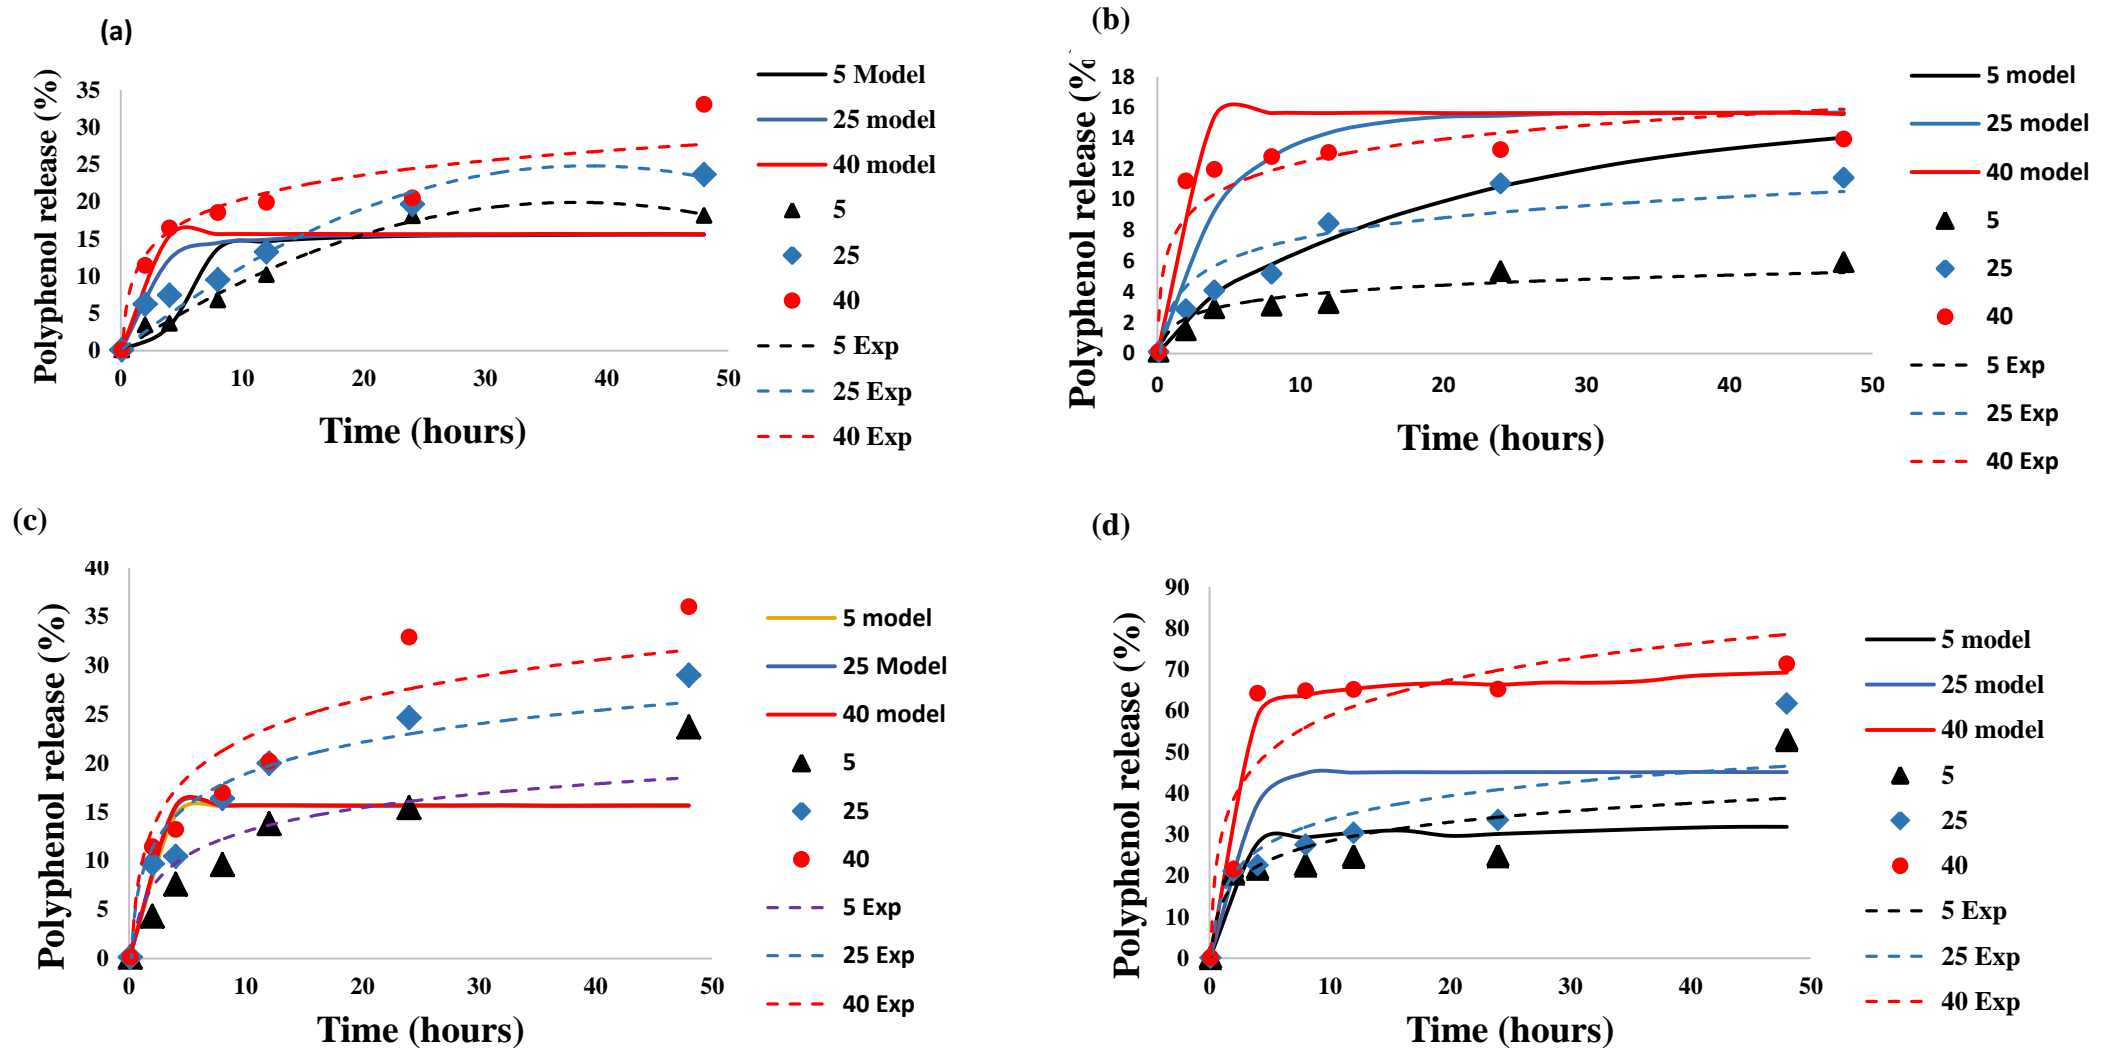 (a)
Polyphenol release (%)
35
30
25
20
15
10
5
0
0 10 20 30 40 50
Time (hours)
5 Model
25 model
40 model
5
25
40
5 Exp
25 Exp
40 Exp
(b)
Polyphenol release (%
18
16
14
12
10
8
6
4
2
0
0 10 20 30 40 50
Time (hours)
5 model
25 model
40 model
5
25
40
5 Exp
25 Exp
40 Exp
(c)
Polyphenol release (%)
40
35
30
25
20
15
10
5
0
0 10 20 30 40 50
Time (hours)
5 model
25 Model
40 model
5
25
40
5 Exp
25 Exp
40 Exp
(d)
Polyphenol release (%)
90
80
70
60
50
40
30
20
10
0
0 10 20 30 40 50
Time (hours)
5 model
25 model
40 model
5
25
40
5 Exp
25 Exp
40 Exp